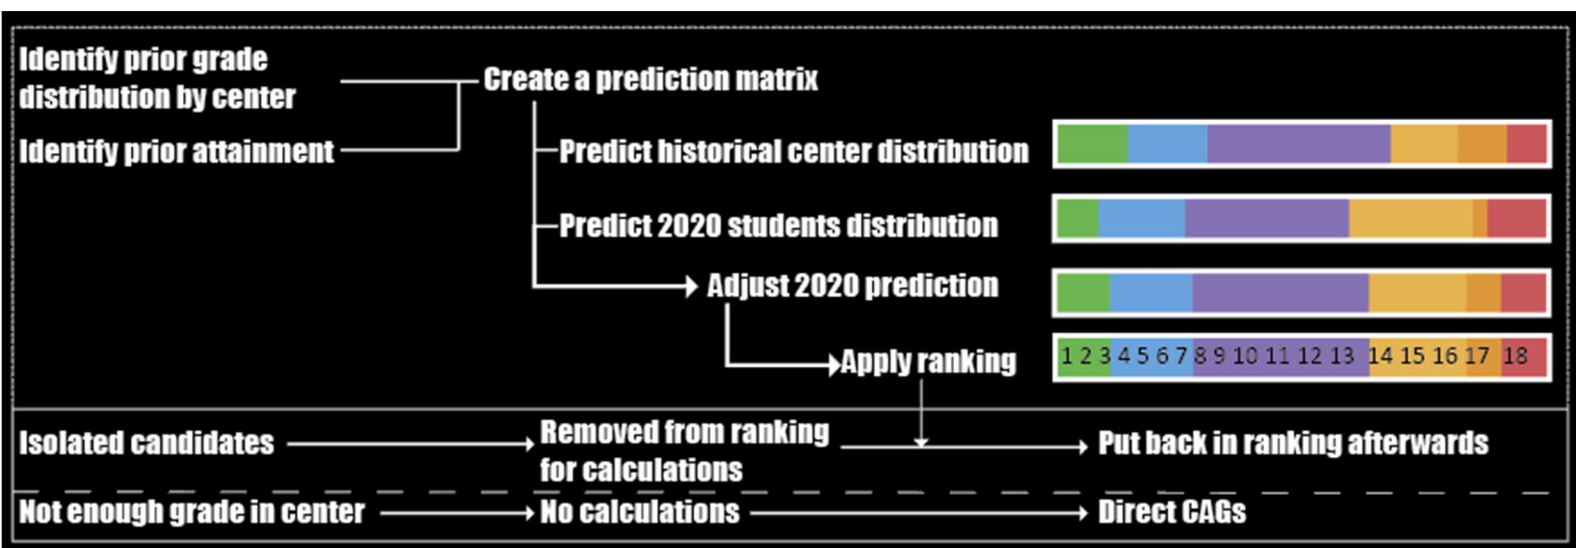 Identify prior grade
distribution by center
Create a prediction matrix
Identify prior attainment
Predict historical center distribution
Predict 2020 students distribution
Adjust 2020 prediction
Apply ranking
1 2 3 4 5 6 7 8 9 10 11 12 13 14 15 16 17 18
Isolated candidates
Removed from ranking
for calculations
Put back in ranking afterwards
Not enough grade in center
No calculations
Direct CAGs